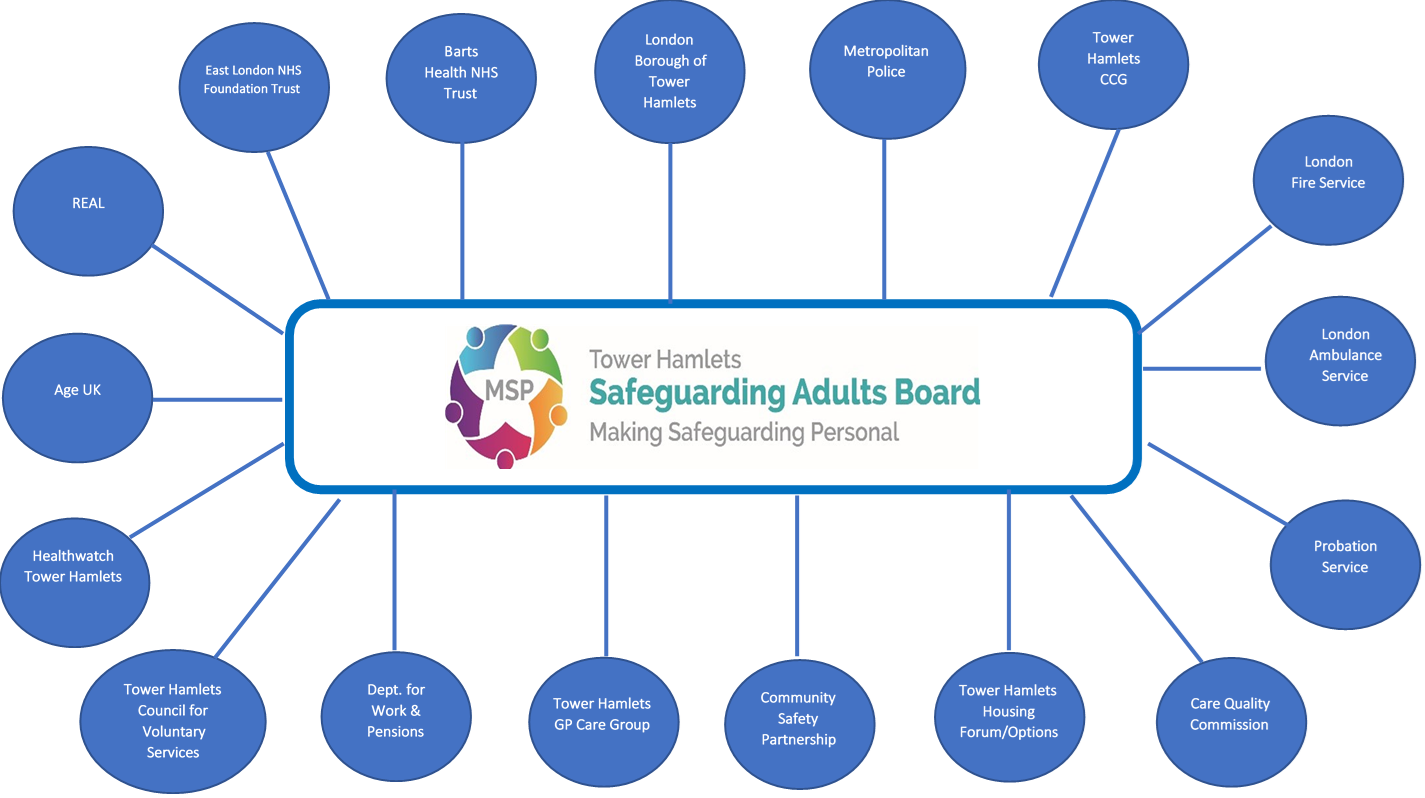 East London NHS
Foundation Trust
Barts
Health NHS
Trust
London
Borough of
Tower
Hamlets
Metropolitan
Police
Tower
Hamlets
CCG
London
Fire Service
REAL
London
Ambulance
Service
Age UK
MSP
Tower Hamlets
Safeguarding Adults Board
Making Safeguarding Personal
Healthwatch
Tower Hamlets
Probation
Service
Tower Hamlets
Council for
Voluntary
Services
Dept. for
Work &
Pensions
Tower Hamlets
GP Care Group
Community
Safety
Partnership
Tower Hamlets
Housing
Forum/Options
Care Quality
Commission